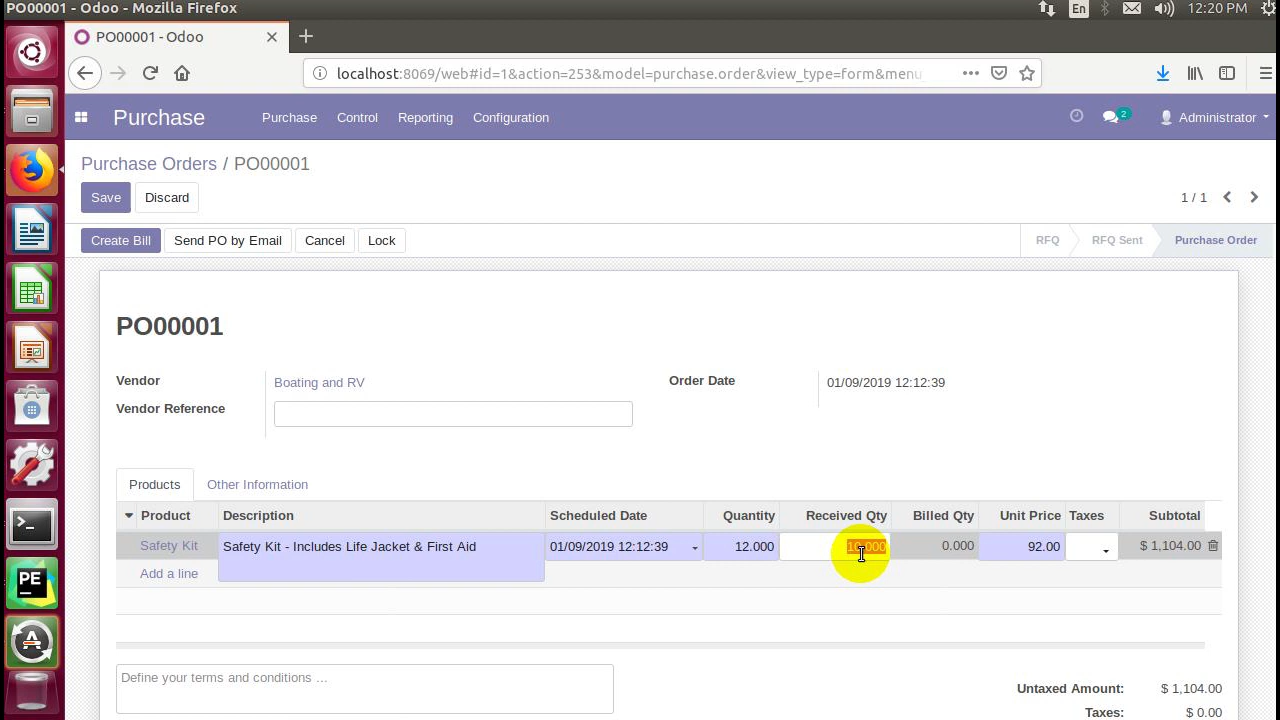 PO00001 - Odoo - Mozilla Firefox
En
12:20 PM
PO00001 - Odoo
localhost:8069/web#id=1&action=253&model=purchase.order&view_type=form&menu
Purchase
Purchase
Control
Reporting
Configuration
2
Administrator
Purchase Orders / PO00001
Save
Discard
1 / 1
Create Bill
Send PO by Email
Cancel
Lock
RFQ
RFQ Sent
Purchase Order
PO00001
Vendor
Boating and RV
Order Date
01/09/2019 12:12:39
Vendor Reference
Products
Other Information
Product Description Scheduled Date Quantity Received Qty Billed Qty Unit Price Taxes Subtotal
Safety Kit Safety Kit - Includes Life Jacket & First Aid 01/09/2019 12:12:39 12.000 10.000 0.000 92.00 $ 1,104.00
Add a line
Define your terms and conditions ...
Untaxed Amount: $ 1,104.00
Taxes: $ 0.00
PE